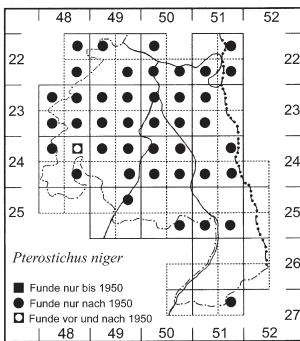 48 49 50 51 52
22 22
23 23
24 24
25 25
26
27
Pterostichus niger
Funde nur bis 1950
Funde nur nach 1950
Funde vor und nach 1950
48 49 50 51 52